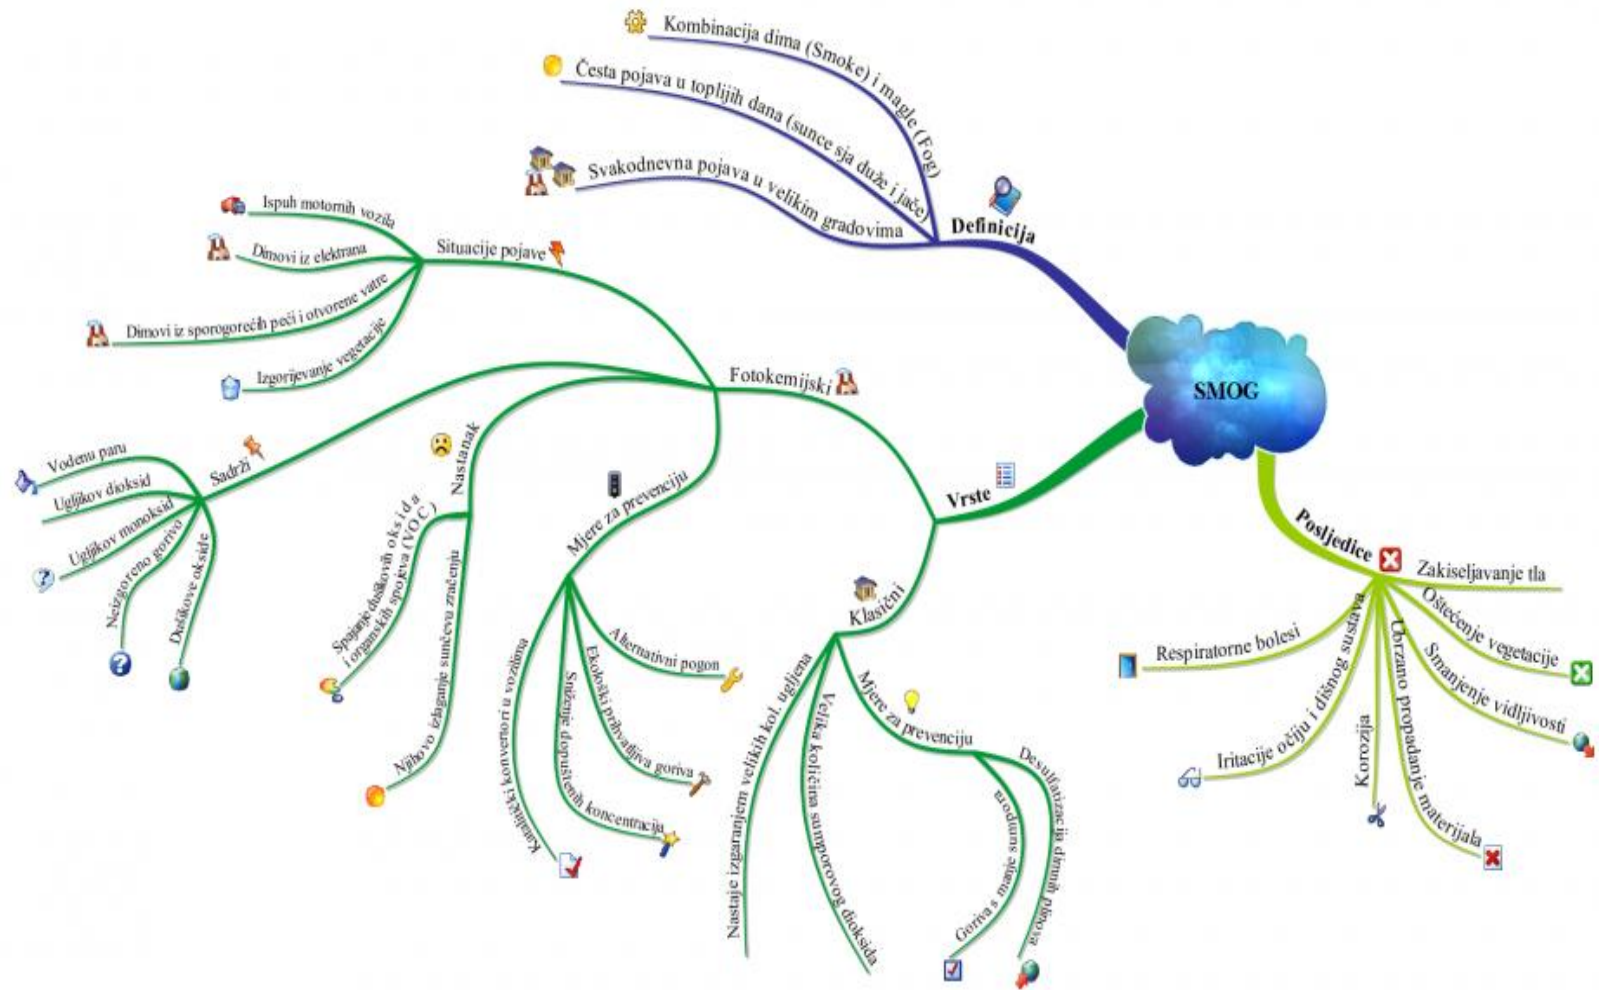 SMOG
Definicija
Kombinacija dima (Smoke) i magle (Fog)
Česta pojava u toplijih dana (sunce sja duže i jače)
Svakodnevna pojava u velikim gradovima
Vrste
Fotokemijski
Situacije pojave
Ispuh motornih vozila
Dimovi iz elektrana
Dimovi iz sporogorećih peći i otvorene vatre
Izgorijevanje vegetacije
Sadrži
Vodenu paru
Ugljikov dioksid
Ugljikov monoksid
Neizgoreno gorivo
Dušikove okside
Nastanak
Spajanje dušikovih oksida
i organskih spojeva (VOC)
Njihovo izlaganje sunčevu zračenju
Mjere za prevenciju
Katalitički konvertori u vozilima
Sniženje dopuštenih koncentracija
Ekološki prihvatljiva goriva
Alternativni pogon
Klasični
Nastaje izgaranjem velikih kol. ugljena
Velika količina sumporovog dioksida
Mjere za prevenciju
Goriva s manje sumpora
Desulfatizacija dimnih plinova
Posljedice
Zakiseljavanje tla
Oštećenje vegetacije
Smanjenje vidljivosti
Ubrzano propadanje materijala
Korozija
Iritacije očiju i dišnog sustava
Respiratorne bolesi